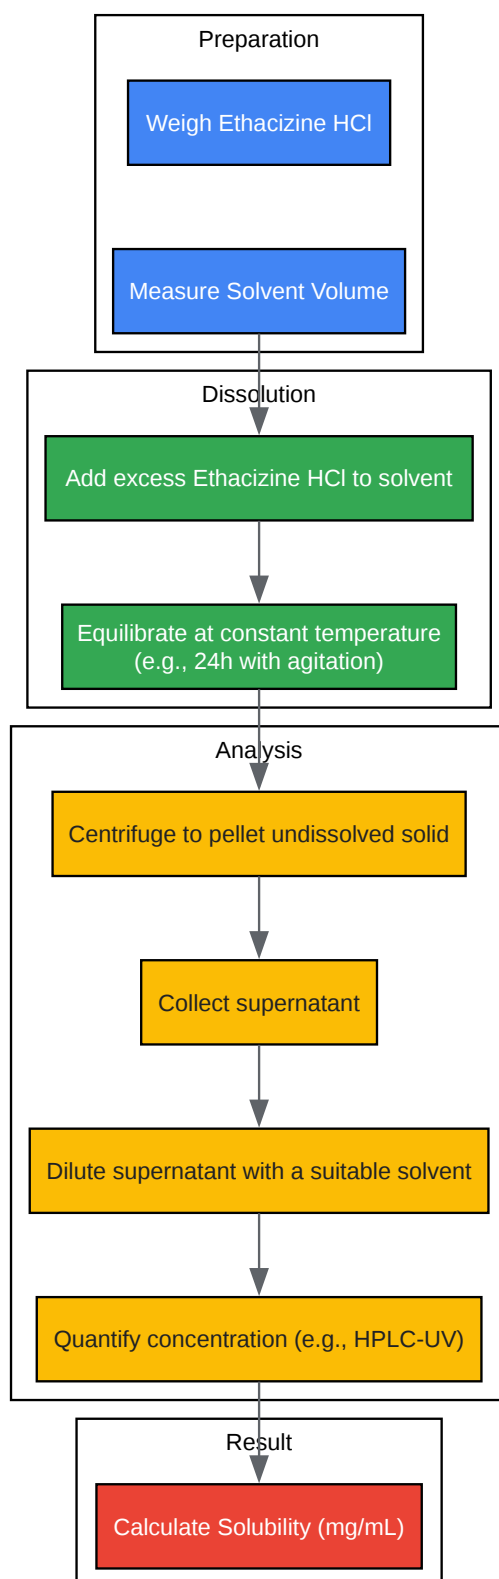 Preparation
Weigh Ethacizine HCl
Measure Solvent Volume
Dissolution
Add excess Ethacizine HCl to solvent
Equilibrate at constant temperature
(e.g., 24h with agitation)
Analysis
Centrifuge to pellet undissolved solid
Collect supernatant
Dilute supernatant with a suitable solvent
Quantify concentration (e.g., HPLC-UV)
Result
Calculate Solubility (mg/mL)